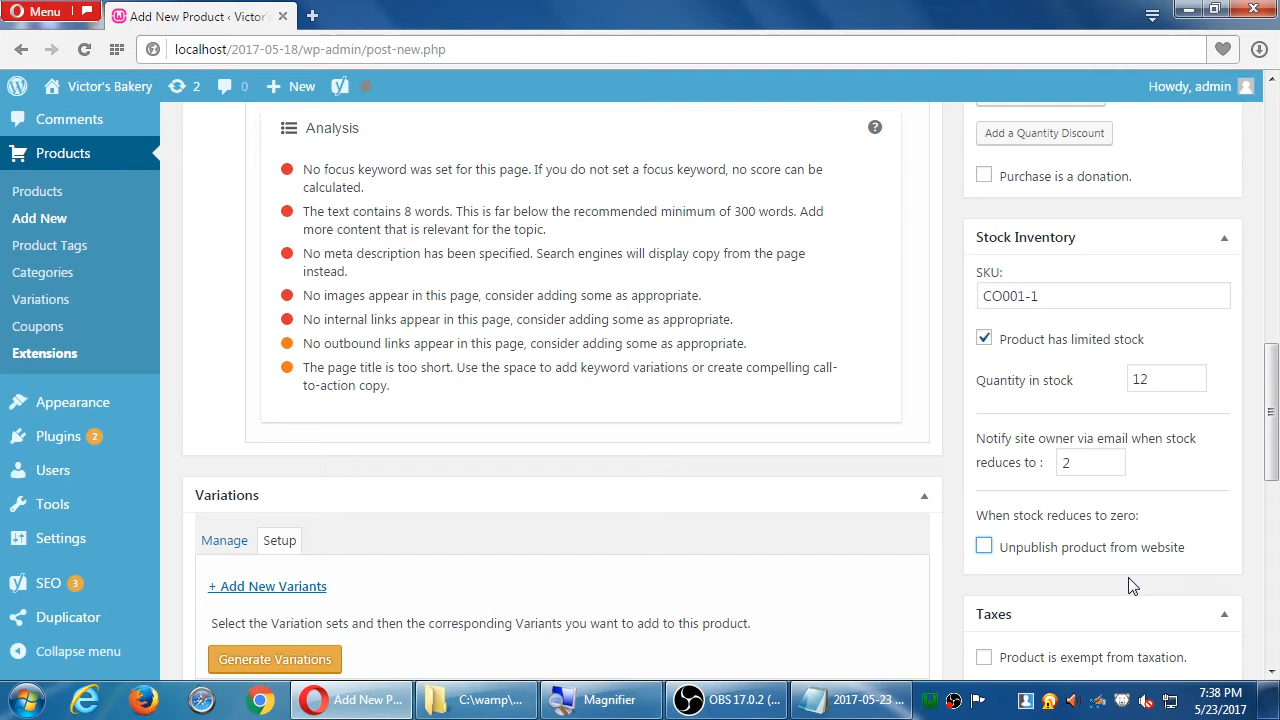 Menu
Add New Product ‹ Victor's
localhost/2017-05-18/wp-admin/post-new.php
Victor's Bakery
2
0
New
Howdy, admin
Comments
Products
Products
Add New
Product Tags
Categories
Variations
Coupons
Extensions
Appearance
Plugins 2
Users
Tools
Settings
SEO 3
Duplicator
Collapse menu
Analysis
No focus keyword was set for this page. If you do not set a focus keyword, no score can be
calculated.
The text contains 8 words. This is far below the recommended minimum of 300 words. Add
more content that is relevant for the topic.
No meta description has been specified. Search engines will display copy from the page
instead.
No images appear in this page, consider adding some as appropriate.
No internal links appear in this page, consider adding some as appropriate.
No outbound links appear in this page, consider adding some as appropriate.
The page title is too short. Use the space to add keyword variations or create compelling call-
to-action copy.
Variations
Manage
Setup
+ Add New Variants
Select the Variation sets and then the corresponding Variants you want to add to this product.
Generate Variations
Add a Quantity Discount
Purchase is a donation.
Stock Inventory
SKU:
CO001-1
Product has limited stock
Quantity in stock 12
Notify site owner via email when stock
reduces to : 2
When stock reduces to zero:
Unpublish product from website
Taxes
Product is exempt from taxation.
Add New P...
C:\wamp\...
Magnifier
OBS 17.0.2 (...
2017-05-23 ...
7:38 PM
5/23/2017